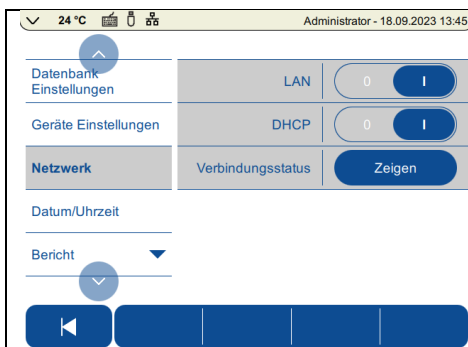 24 °C
Administrator - 18.09.2023 13:45
Datenbank
Einstellungen
LAN 0 I
Geräte Einstellungen
DHCP 0 I
Netzwerk
Verbindungsstatus Zeigen
Datum/Uhrzeit
Bericht